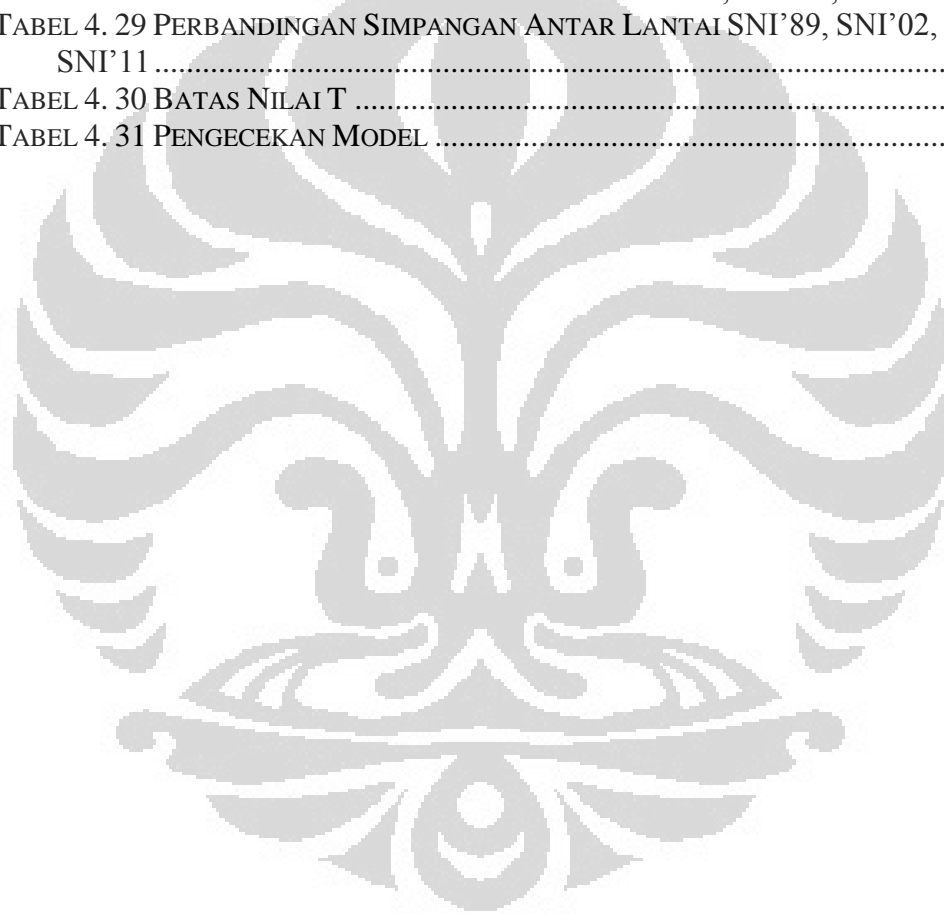 TABEL 4. 29 PERBANDINGAN SIMPANGAN ANTAR LANTAI SNI’89, SNI’02,
SNI’11 ..........................................................................................................
TABEL 4. 30 BATAS NILAI T ..................................................................................
TABEL 4. 31 PENGECEKAN MODEL .......................................................................